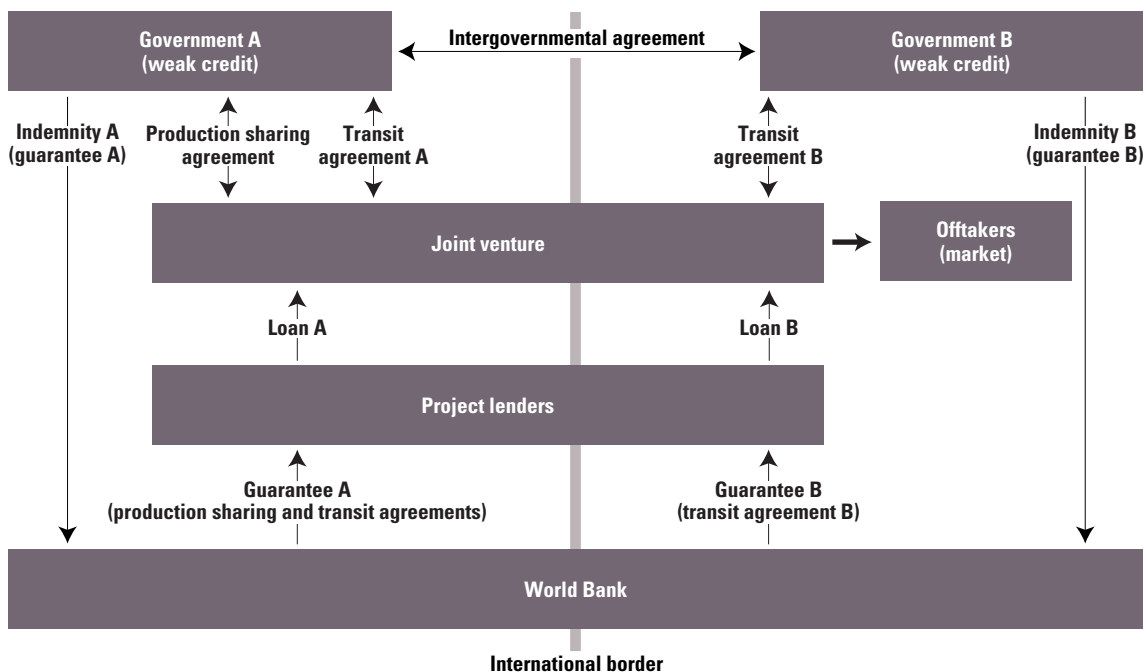 Government A
(weak credit)
Intergovernmental agreement
Government B
(weak credit)
Indemnity A
(guarantee A)
Production sharing
agreement
Transit
agreement A
Transit
agreement B
Indemnity B
(guarantee B)
Joint venture
Offtakers
(market)
Loan A
Loan B
Project lenders
Guarantee A
(production sharing and transit agreements)
Guarantee B
(transit agreement B)
World Bank
International border